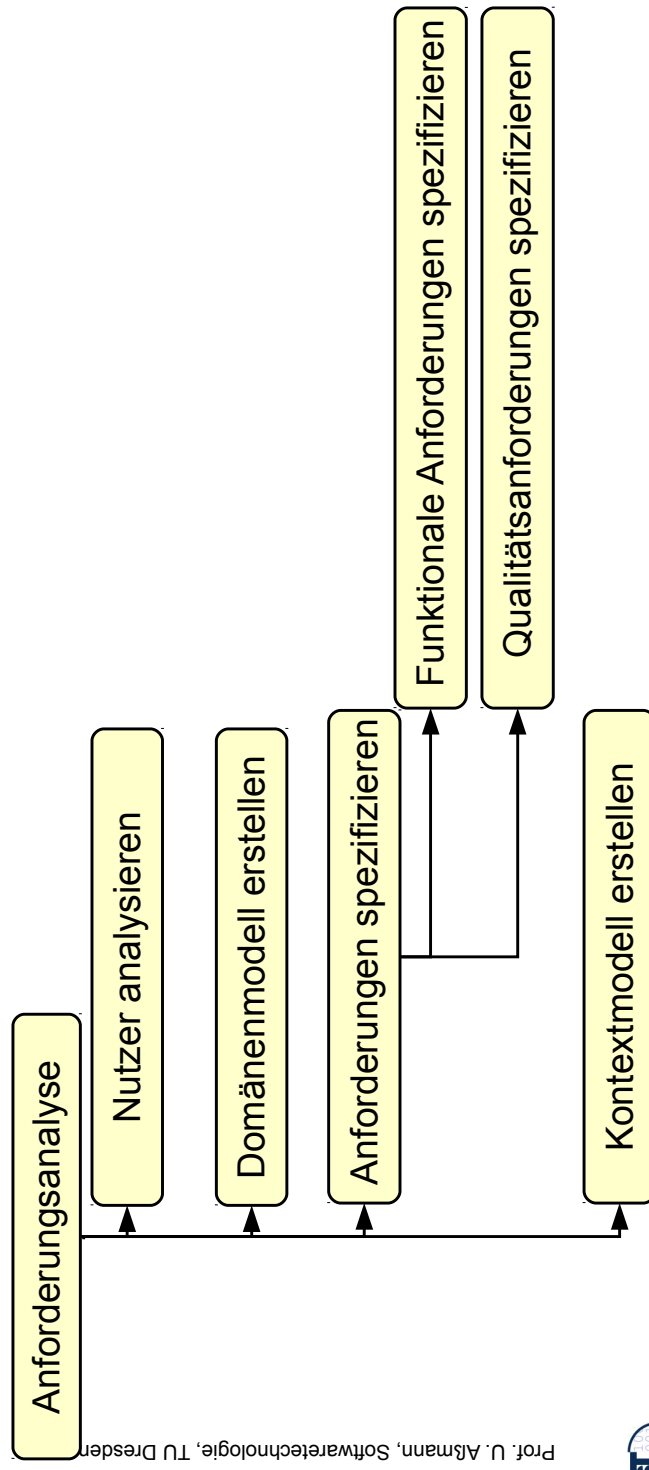 Anforderungsanalyse
Nutzer analysieren
Domänenmodell erstellen
Anforderungen spezifizieren
Funktionale Anforderungen spezifizieren
Qualitätsanforderungen spezifizieren
Kontextmodell erstellen
Prof. U. Aßmann, Softwaretechnologie, TU Dresden